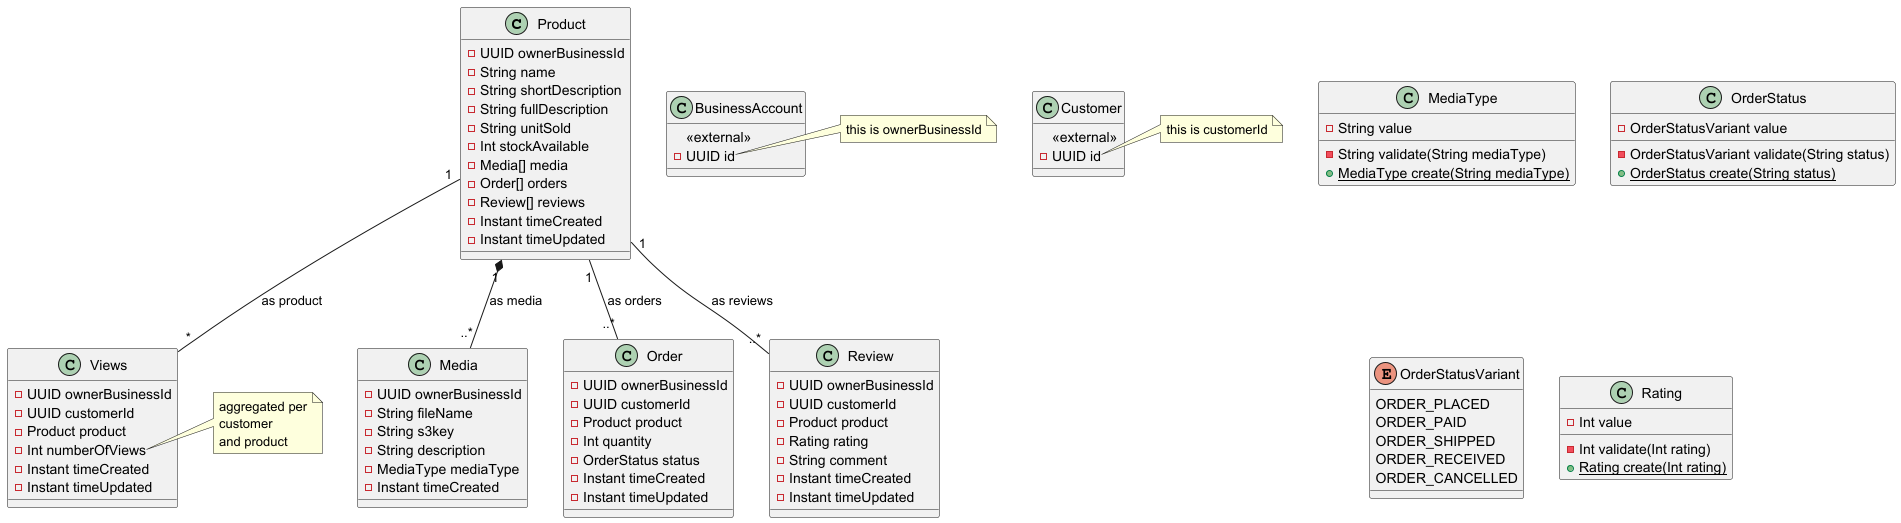 C Product
UUID ownerBusinessId
String name
String shortDescription
String fullDescription
String unitSold
Int stockAvailable
Media[] media
Order[] orders
Review[] reviews
Instant timeCreated
Instant timeUpdated
C BusinessAccount
«external»
UUID id
this is ownerBusinessId
C Customer
«external»
UUID id
this is customerId
C MediaType
String value
String validate(String mediaType)
MediaType create(String mediaType)
C OrderStatus
OrderStatusVariant value
OrderStatusVariant validate(String status)
OrderStatus create(String status)
1
1
1
1
as product
as media
as orders
as reviews
*
..*
..*
..*
C Views
UUID ownerBusinessId
UUID customerId
Product product
Int numberOfViews
Instant timeCreated
Instant timeUpdated
aggregated per
customer
and product
C Media
UUID ownerBusinessId
String fileName
String s3key
String description
MediaType mediaType
Instant timeCreated
C Order
UUID ownerBusinessId
UUID customerId
Product product
Int quantity
OrderStatus status
Instant timeCreated
Instant timeUpdated
C Review
UUID ownerBusinessId
UUID customerId
Product product
Rating rating
String comment
Instant timeCreated
Instant timeUpdated
E OrderStatusVariant
ORDER_PLACED
ORDER_PAID
ORDER_SHIPPED
ORDER_RECEIVED
ORDER_CANCELLED
C Rating
Int value
Int validate(Int rating)
Rating create(Int rating)